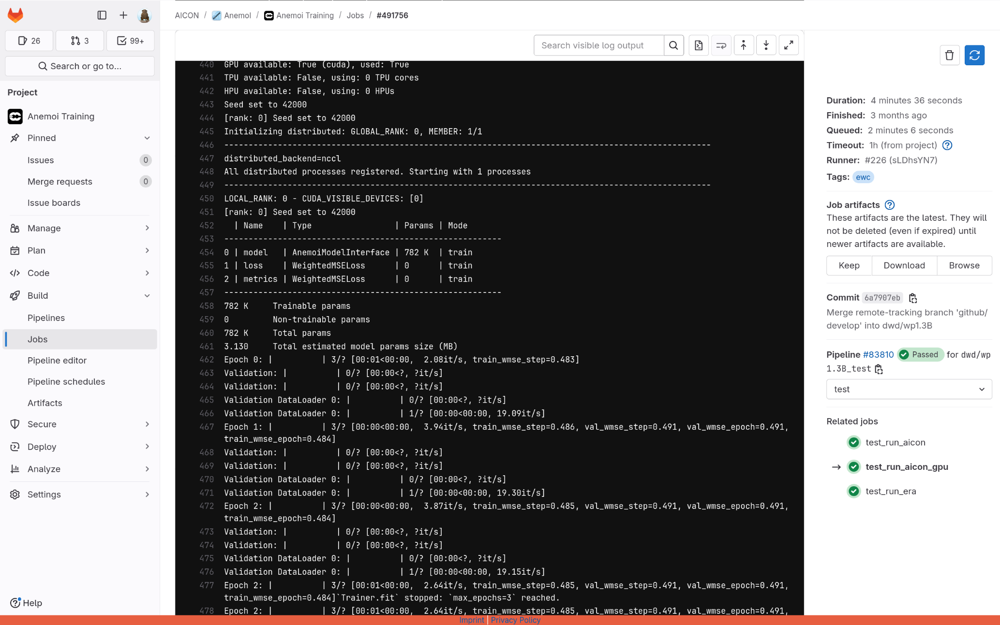 AICON / Anemol / Anemoi Training / Jobs / #491756
26
3
99+
Search or go to...
Project
Anemoi Training
Pinned
Issues 0
Merge requests 0
Issue boards
Manage
Plan
Code
Build
Pipelines
Jobs
Pipeline editor
Pipeline schedules
Artifacts
Secure
Deploy
Analyze
Settings
Help
Search visible log output
440 GPU available: True (cuda), used: True
441 TPU available: False, using: 0 TPU cores
442 HPU available: False, using: 0 HPUs
443 Seed set to 42000
444 [rank: 0] Seed set to 42000
445 Initializing distributed: GLOBAL_RANK: 0, MEMBER: 1/1
446 ----------------------------------------------------------------------------------------------------
447 distributed_backend=nccl
448 All distributed processes registered. Starting with 1 processes
449 ----------------------------------------------------------------------------------------------------
450 LOCAL_RANK: 0 - CUDA_VISIBLE_DEVICES: [0]
451 [rank: 0] Seed set to 42000
452   | Name    | Type                 | Params | Mode
453 ---------------------------------------------------------
454 0 | model   | AnemoiModelInterface | 782 K  | train
455 1 | loss    | WeightedMSELoss      | 0      | train
456 2 | metrics | WeightedMSELoss      | 0      | train
457 ---------------------------------------------------------
458 782 K     Trainable params
459 0         Non-trainable params
460 782 K     Total params
461 3.130     Total estimated model params size (MB)
462 Epoch 0: |          | 3/? [00:01<00:00,  2.08it/s, train_wmse_step=0.483]
463 Validation: |          | 0/? [00:00<?, ?it/s]
464 Validation: |          | 0/? [00:00<?, ?it/s]
465 Validation DataLoader 0: |          | 0/? [00:00<?, ?it/s]
466 Validation DataLoader 0: |          | 1/? [00:00<00:00, 19.09it/s]
467 Epoch 1: |          | 3/? [00:00<00:00,  3.94it/s, train_wmse_step=0.486, val_wmse_step=0.491, val_wmse_epoch=0.491,
train_wmse_epoch=0.484]
468 Validation: |          | 0/? [00:00<?, ?it/s]
469 Validation: |          | 0/? [00:00<?, ?it/s]
470 Validation DataLoader 0: |          | 0/? [00:00<?, ?it/s]
471 Validation DataLoader 0: |          | 1/? [00:00<00:00, 19.30it/s]
472 Epoch 2: |          | 3/? [00:00<00:00,  3.87it/s, train_wmse_step=0.485, val_wmse_step=0.491, val_wmse_epoch=0.491,
train_wmse_epoch=0.484]
473 Validation: |          | 0/? [00:00<?, ?it/s]
474 Validation: |          | 0/? [00:00<?, ?it/s]
475 Validation DataLoader 0: |          | 0/? [00:00<?, ?it/s]
476 Validation DataLoader 0: |          | 1/? [00:00<00:00, 19.15it/s]
477 Epoch 2: |          | 3/? [00:01<00:00,  2.64it/s, train_wmse_step=0.485, val_wmse_step=0.491, val_wmse_epoch=0.491,
train_wmse_epoch=0.484]`Trainer.fit` stopped: `max_epochs=3` reached.
478 Epoch 2: |          | 3/? [00:01<00:00,  2.64it/s, train_wmse_step=0.485, val_wmse_step=0.491, val_wmse_epoch=0.491,
Duration: 4 minutes 36 seconds
Finished: 3 months ago
Queued: 2 minutes 6 seconds
Timeout: 1h (from project)
Runner: #226 (sLDhsYN7)
Tags: ewc
Job artifacts
These artifacts are the latest. They will
not be deleted (even if expired) until
newer artifacts are available.
Keep Download Browse
Commit 6a7907eb
Merge remote-tracking branch 'github/
develop' into dwd/wp1.3B
Pipeline #83810 Passed for dwd/wp
1.3B_test
test
Related jobs
test_run_aicon
→ test_run_aicon_gpu
test_run_era
Imprint | Privacy Policy